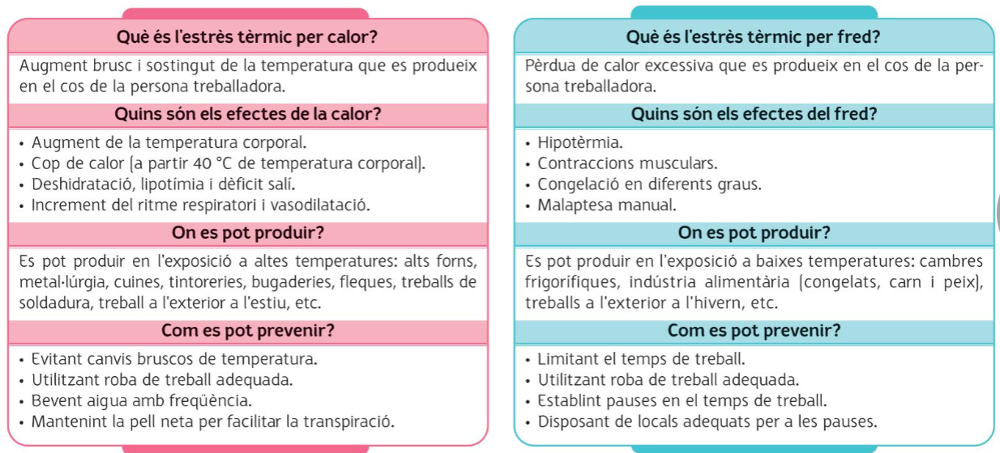 Què és l'estrès tèrmic per calor?
Augment brusc i sostingut de la temperatura que es produeix
en el cos de la persona treballadora.
Quins són els efectes de la calor?
• Augment de la temperatura corporal.
• Cop de calor (a partir 40 °C de temperatura corporal).
• Deshidratació, lipotímia i dèficit salí.
• Increment del ritme respiratori i vasodilatació.
On es pot produir?
Es pot produir en l'exposició a altes temperatures: alts forns,
metal·lúrgia, cuines, tintoreries, bugaderies, fleques, treballs de
soldadura, treball a l'exterior a l'estiu, etc.
Com es pot prevenir?
• Evitant canvis bruscos de temperatura.
• Utilitzant roba de treball adequada.
• Bevent aigua amb freqüència.
• Mantenint la pell neta per facilitar la transpiració.
Què és l'estrès tèrmic per fred?
Pèrdua de calor excessiva que es produeix en el cos de la per-
sona treballadora.
Quins són els efectes del fred?
• Hipotèrmia.
• Contraccions musculars.
• Congelació en diferents graus.
• Malaptesa manual.
On es pot produir?
Es pot produir en l'exposició a baixes temperatures: cambres
frigorífiques, indústria alimentària (congelats, carn i peix),
treballs a l'exterior a l'hivern, etc.
Com es pot prevenir?
• Limitant el temps de treball.
• Utilitzant roba de treball adequada.
• Establint pauses en el temps de treball.
• Disposant de locals adequats per a les pauses.